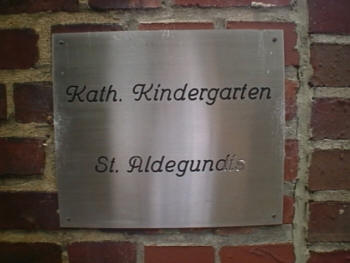 Kath. Kindergarten
St. Aldegundis